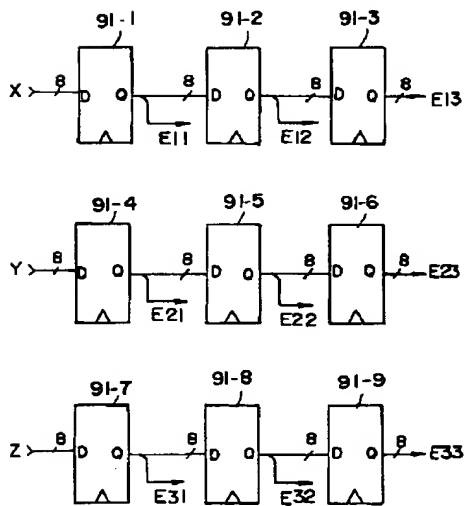 91-1 91-2 91-3
X 8 D Q 8 D Q 8 D Q 8 E13
E11 E12
91-4 91-5 91-6
Y 8 D Q 8 D Q 8 D Q 8 E23
E21 E22
91-7 91-8 91-9
Z 8 D Q 8 D Q 8 D Q 8 E33
E31 E32